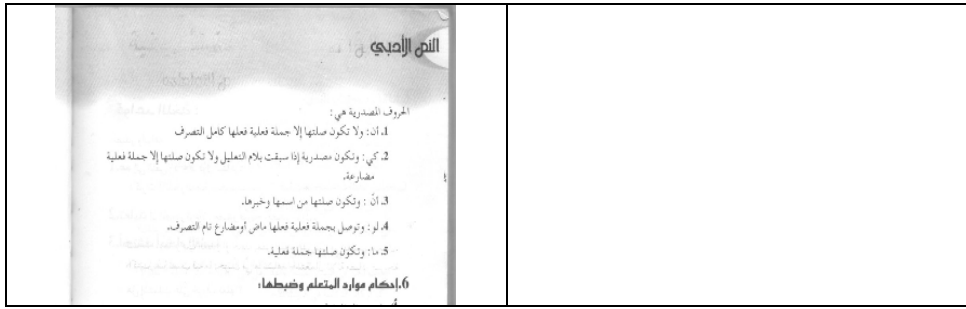 النص الأدبي
الحروف المصدرية هي:
1. أن: ولا تكون صلتها إلا جملة فعلية فعلها كامل التصرف
2. كي: وتكون مصدرية إذا سبقت بلام التعليل ولا تكون صلتها إلا جملة فعلية
مضارعة.
3. أنّ : وتكون صلتها من اسمها وخبرها.
4. لو: وتوصل بجملة فعلية فعلها ماض أومضارع تام التصرف.
5. ما: وتكون صلتها جملة فعلية.
6. إحكام موارد المتعلم وضبطها: